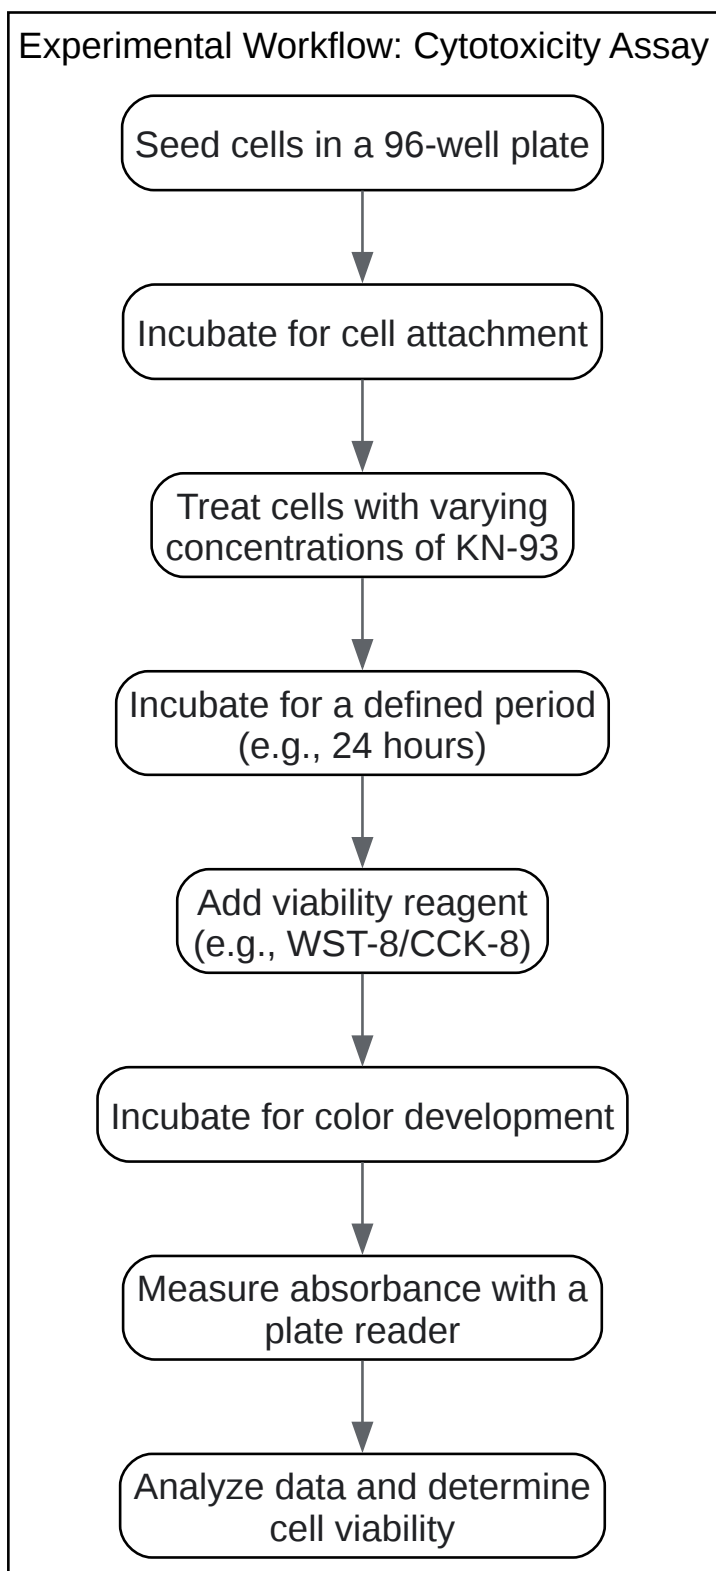 Experimental Workflow: Cytotoxicity Assay
Seed cells in a 96-well plate
Incubate for cell attachment
Treat cells with varying
concentrations of KN-93
Incubate for a defined period
(e.g., 24 hours)
Add viability reagent
(e.g., WST-8/CCK-8)
Incubate for color development
Measure absorbance with a
plate reader
Analyze data and determine
cell viability